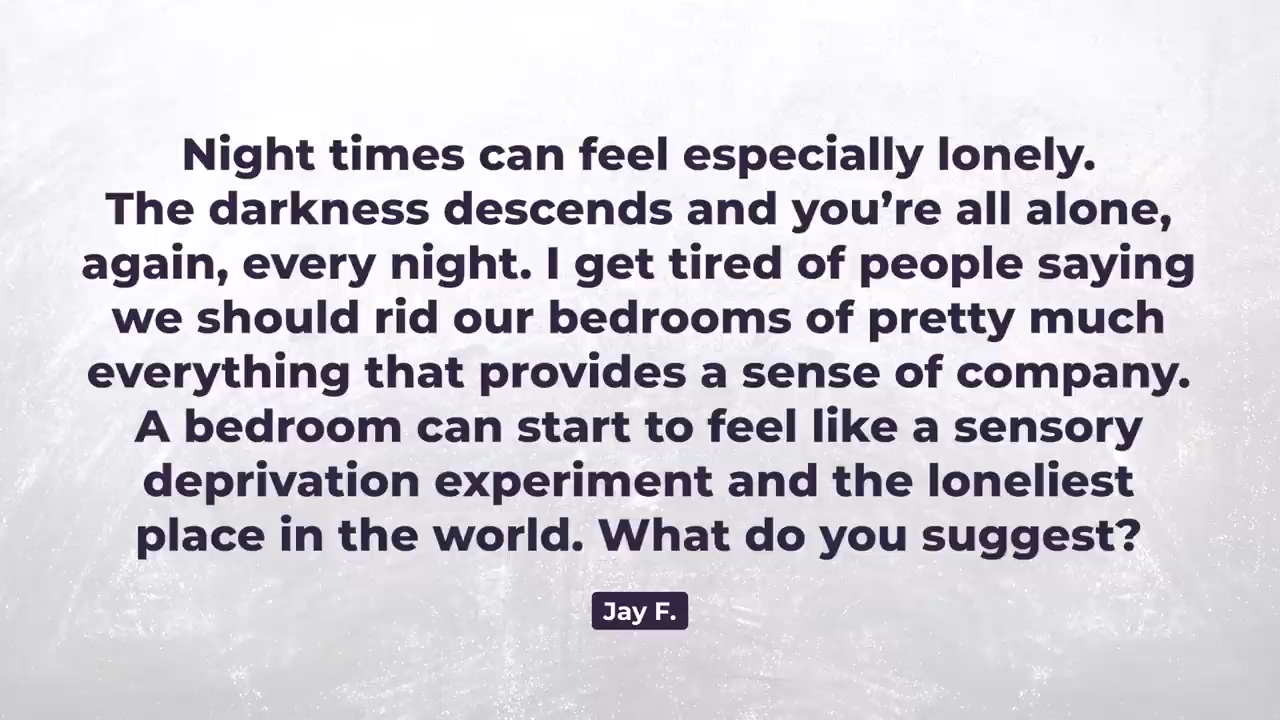 Night times can feel especially lonely.
The darkness descends and you’re all alone,
again, every night. I get tired of people saying
we should rid our bedrooms of pretty much
everything that provides a sense of company.
A bedroom can start to feel like a sensory
deprivation experiment and the loneliest
place in the world. What do you suggest?
Jay F.